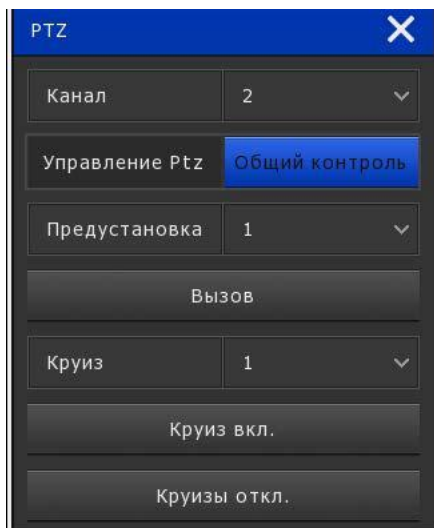 PTZ
Канал 2
Управление Ptz Общий контроль
Предустановка 1
Вызов
Круиз 1
Круиз вкл.
Круизы откл.